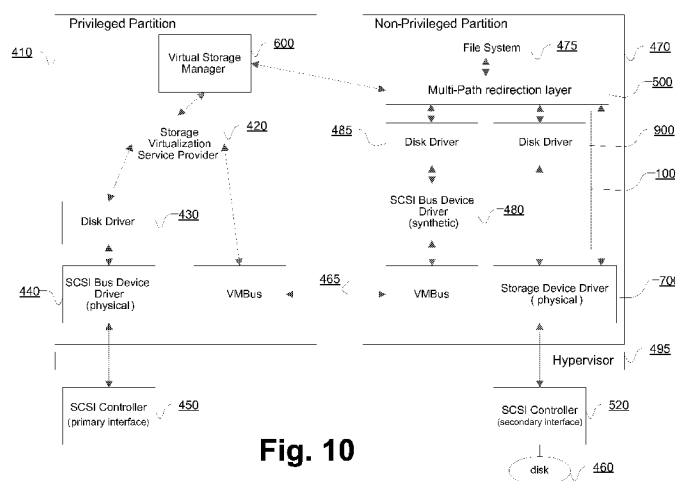 Privileged Partition
Non-Privileged Partition
600
410
Virtual Storage
Manager
File System
475
470
Multi-Path redirection layer
500
420
Storage
Virtualization
Service Provider
485
Disk Driver
Disk Driver
900
100
SCSI Bus Device
Driver
(synthetic)
480
Disk Driver
430
440
SCSI Bus Device
Driver
(physical )
VMBus
465
VMBus
Storage Device Driver
( physical )
700
Hypervisor
495
SCSI Controller
(primary interface)
450
SCSI Controller
(secondary interface)
520
Fig. 10
disk
460